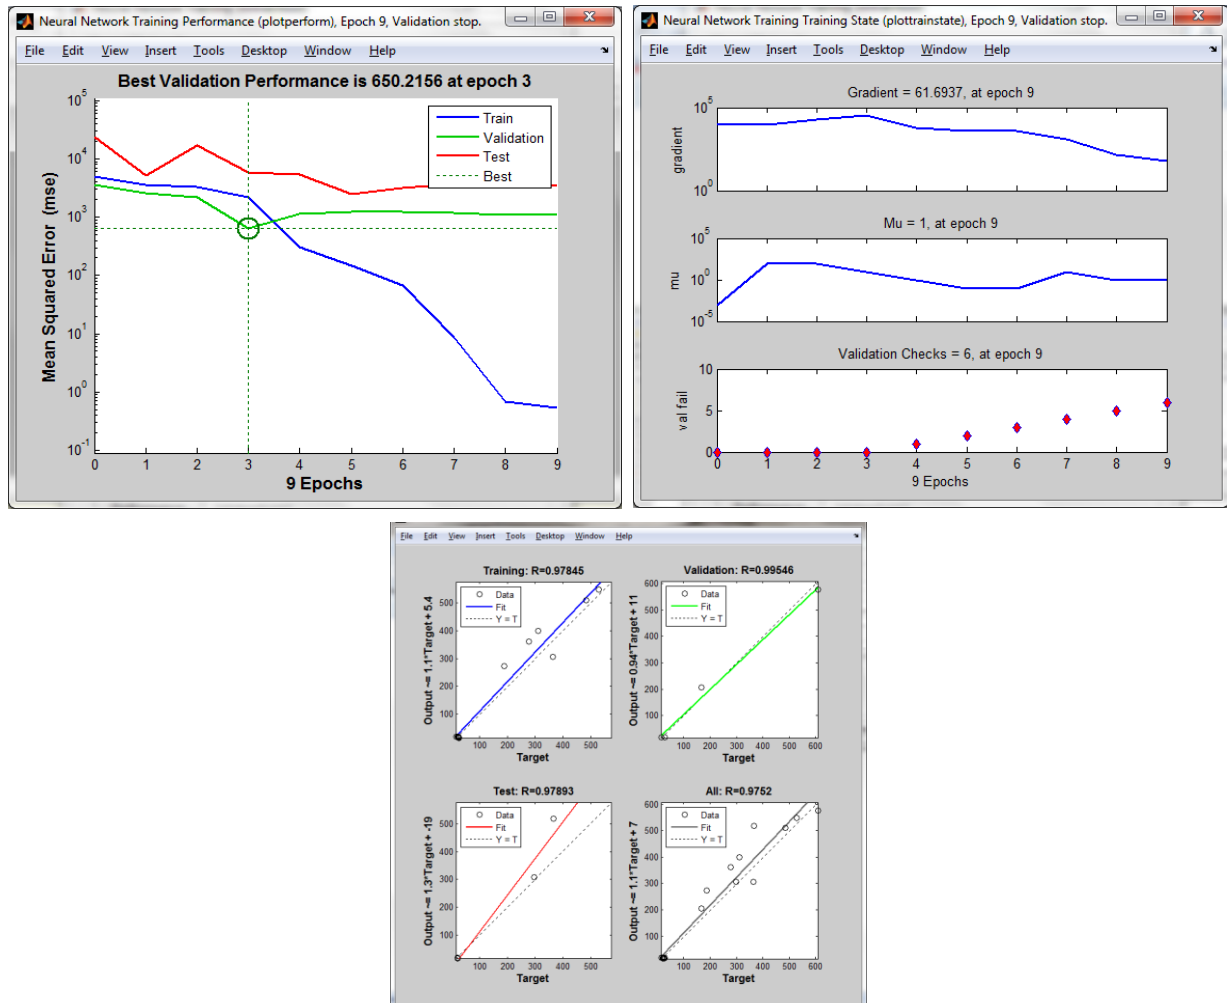 Neural Network Training Performance (plotperform), Epoch 9, Validation stop.
File Edit View Insert Tools Desktop Window Help
Best Validation Performance is 650.2156 at epoch 3
Mean Squared Error (mse)
10^5
10^4
10^3
10^2
10^1
10^0
10^-1
Train
Validation
Test
Best
0 1 2 3 4 5 6 7 8 9
9 Epochs
Neural Network Training Training State (plottrainstate), Epoch 9, Validation stop.
File Edit View Insert Tools Desktop Window Help
Gradient = 61.6937, at epoch 9
gradient
10^5
10^0
Mu = 1, at epoch 9
mu
10^5
10^0
10^-5
Validation Checks = 6, at epoch 9
val fail
10
5
0
0 1 2 3 4 5 6 7 8 9
9 Epochs
File Edit View Insert Tools Desktop Window Help
Training: R=0.97845
Output ~= 1.1*Target + 5.4
500
400
300
200
100
Data
Fit
Y = T
100 200 300 400 500
Target
Validation: R=0.99546
Output ~= 0.94*Target + 11
600
500
400
300
200
100
Data
Fit
Y = T
100 200 300 400 500 600
Target
Test: R=0.97893
Output ~= 1.3*Target + -19
500
400
300
200
100
Data
Fit
Y = T
100 200 300 400 500
Target
All: R=0.9752
Output ~= 1.1*Target + 7
600
500
400
300
200
100
Data
Fit
Y = T
100 200 300 400 500 600
Target